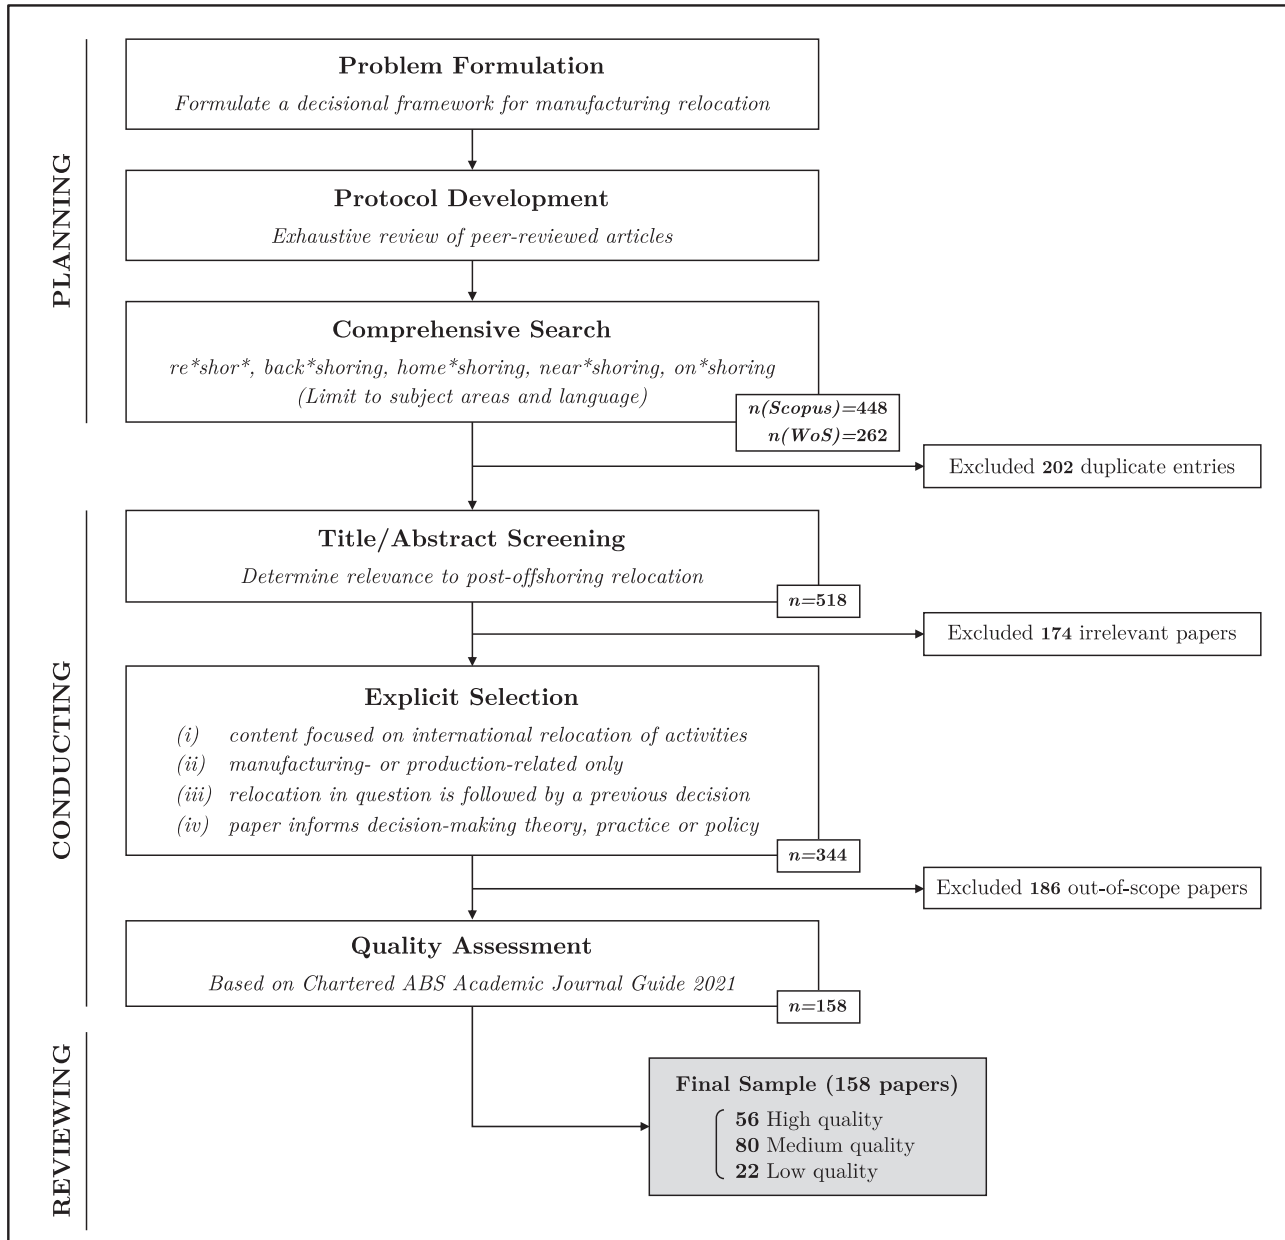 PLANNING
Problem Formulation
Formulate a decisional framework for manufacturing relocation
Protocol Development
Exhaustive review of peer-reviewed articles
Comprehensive Search
re*shor*, back*shoring, home*shoring, near*shoring, on*shoring
(Limit to subject areas and language)
n(Scopus)=448
n(WoS)=262
Excluded 202 duplicate entries
CONDUCTING
Title/Abstract Screening
Determine relevance to post-offshoring relocation
n=518
Excluded 174 irrelevant papers
Explicit Selection
(i) content focused on international relocation of activities
(ii) manufacturing- or production-related only
(iii) relocation in question is followed by a previous decision
(iv) paper informs decision-making theory, practice or policy
n=344
Excluded 186 out-of-scope papers
Quality Assessment
Based on Chartered ABS Academic Journal Guide 2021
n=158
REVIEWING
Final Sample (158 papers)
56 High quality
80 Medium quality
22 Low quality